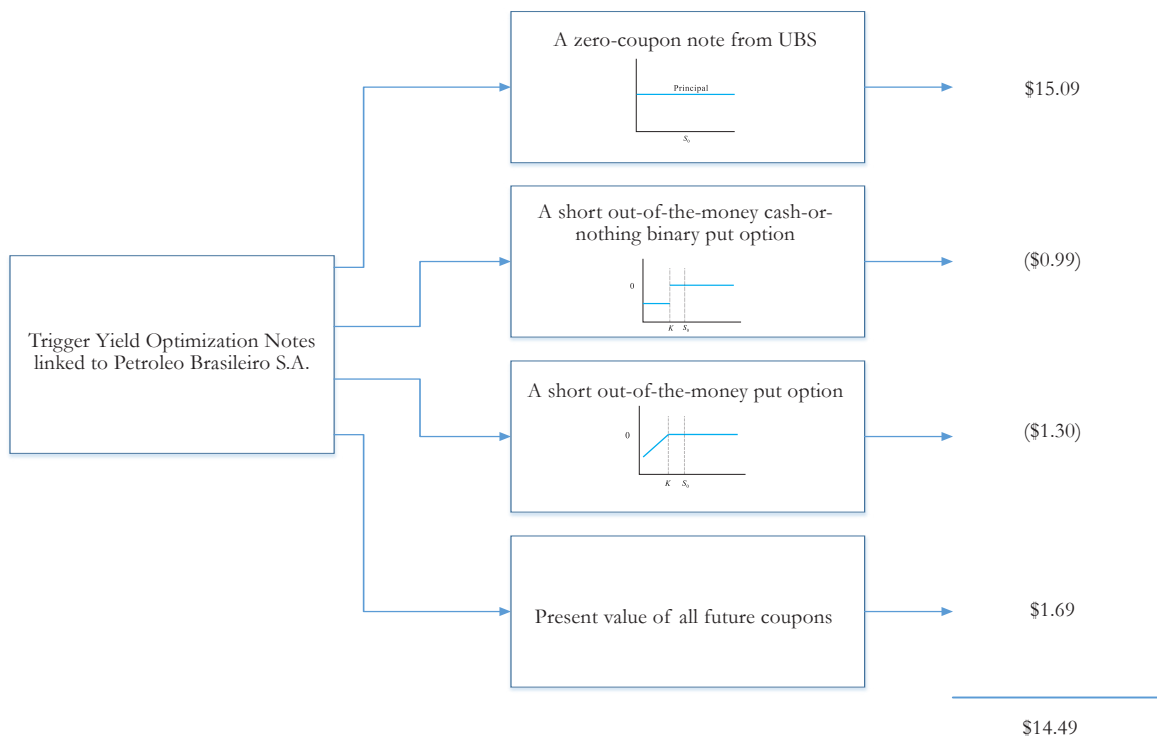 A zero-coupon note from UBS
Principal
S₀
$15.09
A short out-of-the-money cash-or-
nothing binary put option
0
K
S₀
($0.99)
Trigger Yield Optimization Notes
linked to Petroleo Brasileiro S.A.
A short out-of-the-money put option
0
K
S₀
($1.30)
Present value of all future coupons
$1.69
$14.49